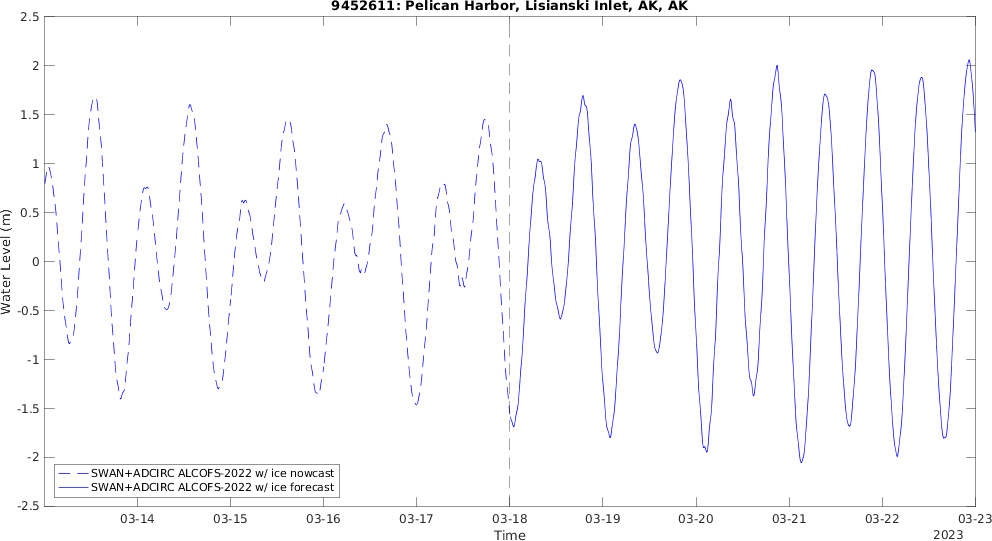 9452611: Pelican Harbor, Lisianski Inlet, AK, AK
2.5
2
1.5
1
0.5
0
-0.5
-1
-1.5
-2
-2.5
Water Level (m)
SWAN+ADCIRC ALCOFS-2022 w/ ice nowcast
SWAN+ADCIRC ALCOFS-2022 w/ ice forecast
03-14 03-15 03-16 03-17 03-18 03-19 03-20 03-21 03-22 03-23
Time
2023